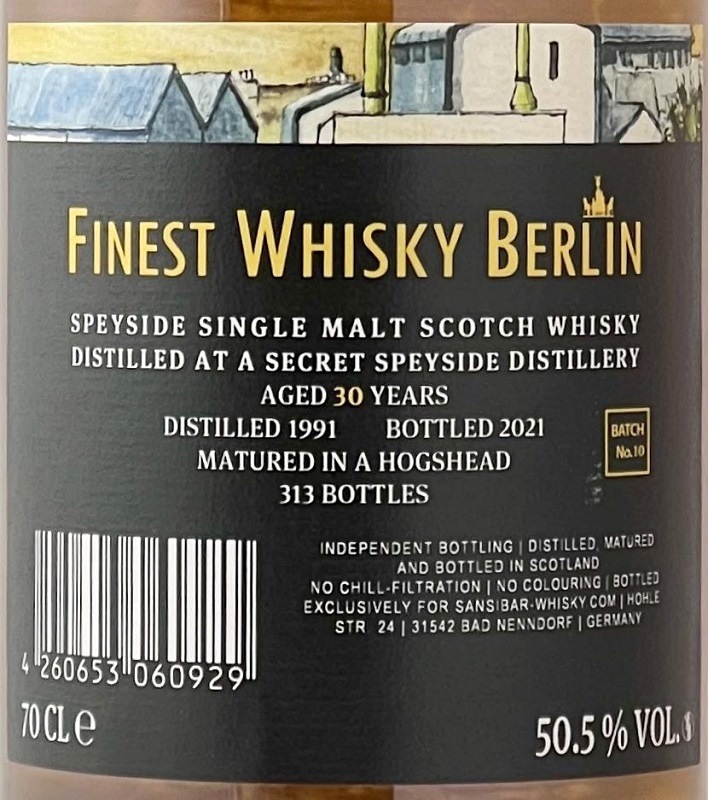 FINEST WHISKY BERLIN
SPEYSIDE SINGLE MALT SCOTCH WHISKY
DISTILLED AT A SECRET SPEYSIDE DISTILLERY
AGED 30 YEARS
DISTILLED 1991 BOTTLED 2021
BATCH
No.10
MATURED IN A HOGSHEAD
313 BOTTLES
INDEPENDENT BOTTLING | DISTILLED, MATURED
AND BOTTLED IN SCOTLAND
NO CHILL-FILTRATION | NO COLOURING | BOTTLED
EXCLUSIVELY FOR SANSIBAR-WHISKY.COM | HOHLE
STR. 24 | 31542 BAD NENNDORF | GERMANY
4 260653 060929
70 CL e
50.5 % VOL.